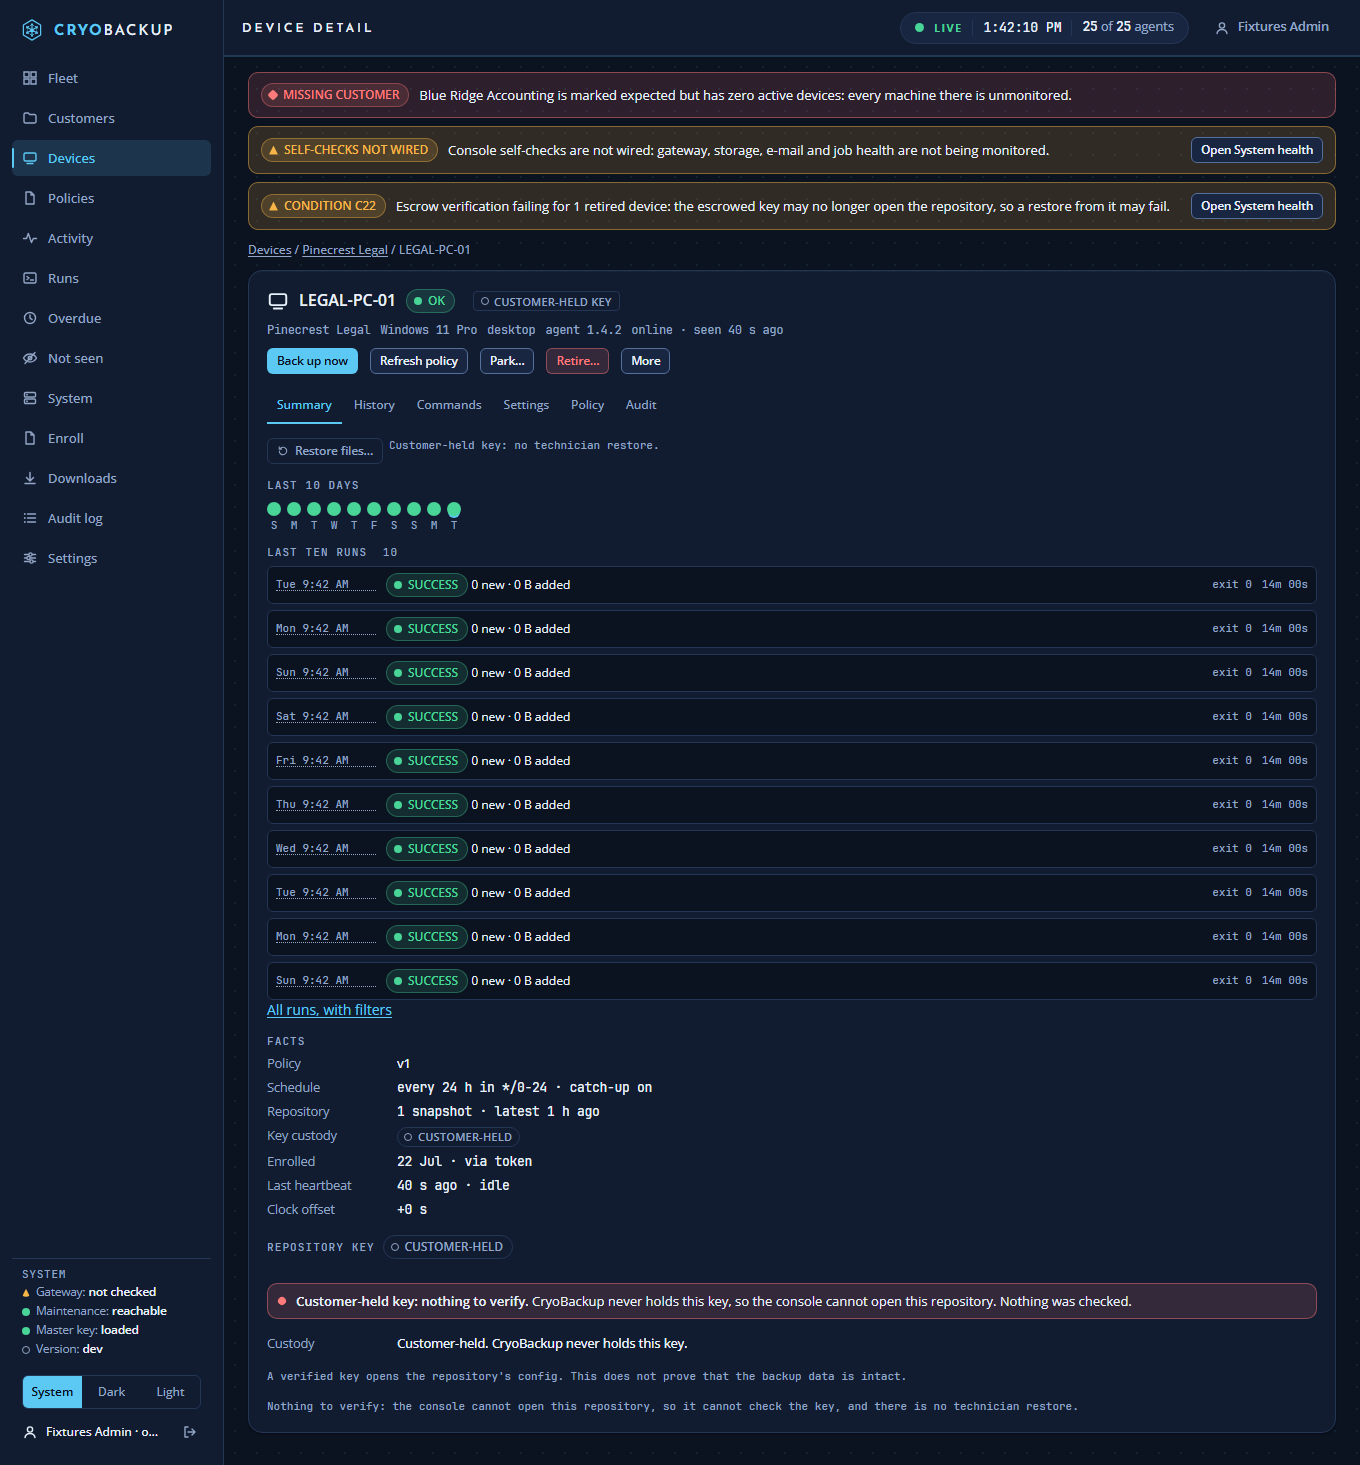 CRYOBACKUP
DEVICE DETAIL
LIVE 1:42:10 PM 25 of 25 agents
Fixtures Admin
Fleet
Customers
Devices
Policies
Activity
Runs
Overdue
Not seen
System
Enroll
Downloads
Audit log
Settings
MISSING CUSTOMER Blue Ridge Accounting is marked expected but has zero active devices: every machine there is unmonitored.
SELF-CHECKS NOT WIRED Console self-checks are not wired: gateway, storage, e-mail and job health are not being monitored. Open System health
CONDITION C22 Escrow verification failing for 1 retired device: the escrowed key may no longer open the repository, so a restore from it may fail. Open System health
Devices / Pinecrest Legal / LEGAL-PC-01
LEGAL-PC-01 OK CUSTOMER-HELD KEY
Pinecrest Legal Windows 11 Pro desktop agent 1.4.2 online · seen 40 s ago
Back up now Refresh policy Park... Retire... More
Summary History Commands Settings Policy Audit
Restore files... Customer-held key: no technician restore.
LAST 10 DAYS
S M T W T F S S M T
LAST TEN RUNS 10
Tue 9:42 AM SUCCESS 0 new · 0 B added exit 0 14m 00s
Mon 9:42 AM SUCCESS 0 new · 0 B added exit 0 14m 00s
Sun 9:42 AM SUCCESS 0 new · 0 B added exit 0 14m 00s
Sat 9:42 AM SUCCESS 0 new · 0 B added exit 0 14m 00s
Fri 9:42 AM SUCCESS 0 new · 0 B added exit 0 14m 00s
Thu 9:42 AM SUCCESS 0 new · 0 B added exit 0 14m 00s
Wed 9:42 AM SUCCESS 0 new · 0 B added exit 0 14m 00s
Tue 9:42 AM SUCCESS 0 new · 0 B added exit 0 14m 00s
Mon 9:42 AM SUCCESS 0 new · 0 B added exit 0 14m 00s
Sun 9:42 AM SUCCESS 0 new · 0 B added exit 0 14m 00s
All runs, with filters
FACTS
Policy v1
Schedule every 24 h in */0-24 · catch-up on
Repository 1 snapshot · latest 1 h ago
Key custody CUSTOMER-HELD
Enrolled 22 Jul · via token
Last heartbeat 40 s ago · idle
Clock offset +0 s
REPOSITORY KEY CUSTOMER-HELD
Customer-held key: nothing to verify. CryoBackup never holds this key, so the console cannot open this repository. Nothing was checked.
Custody Customer-held. CryoBackup never holds this key.
A verified key opens the repository's config. This does not prove that the backup data is intact.
Nothing to verify: the console cannot open this repository, so it cannot check the key, and there is no technician restore.
SYSTEM
Gateway: not checked
Maintenance: reachable
Master key: loaded
Version: dev
System Dark Light
Fixtures Admin · o...